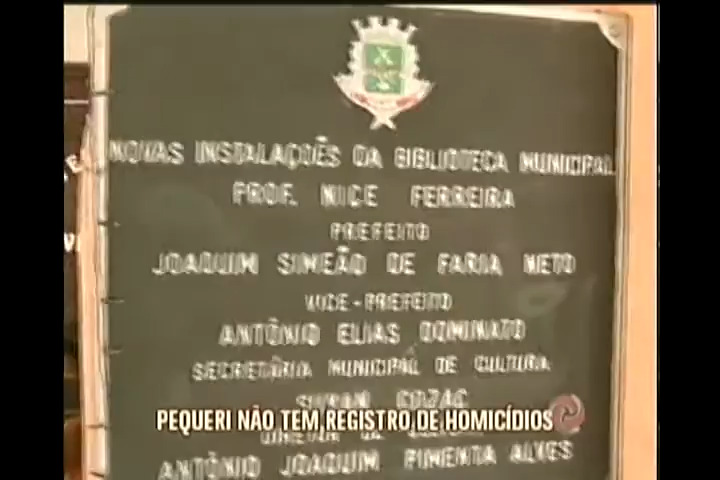 NOVAS INSTALAÇÕES DA BIBLIOTECA MUNICIPAL
PROF. NICE FERREIRA
PREFEITO
JOAQUIM SIMEÃO DE FARIA NETO
VICE-PREFEITO
ANTÔNIO ELIAS DOMINATO
SECRETÁRIA MUNICIPAL DE CULTURA
COZAC
PEQUERI NÃO TEM REGISTRO DE HOMICÍDIOS
ANTÔNIO JOAQUIM PIMENTA ALVES